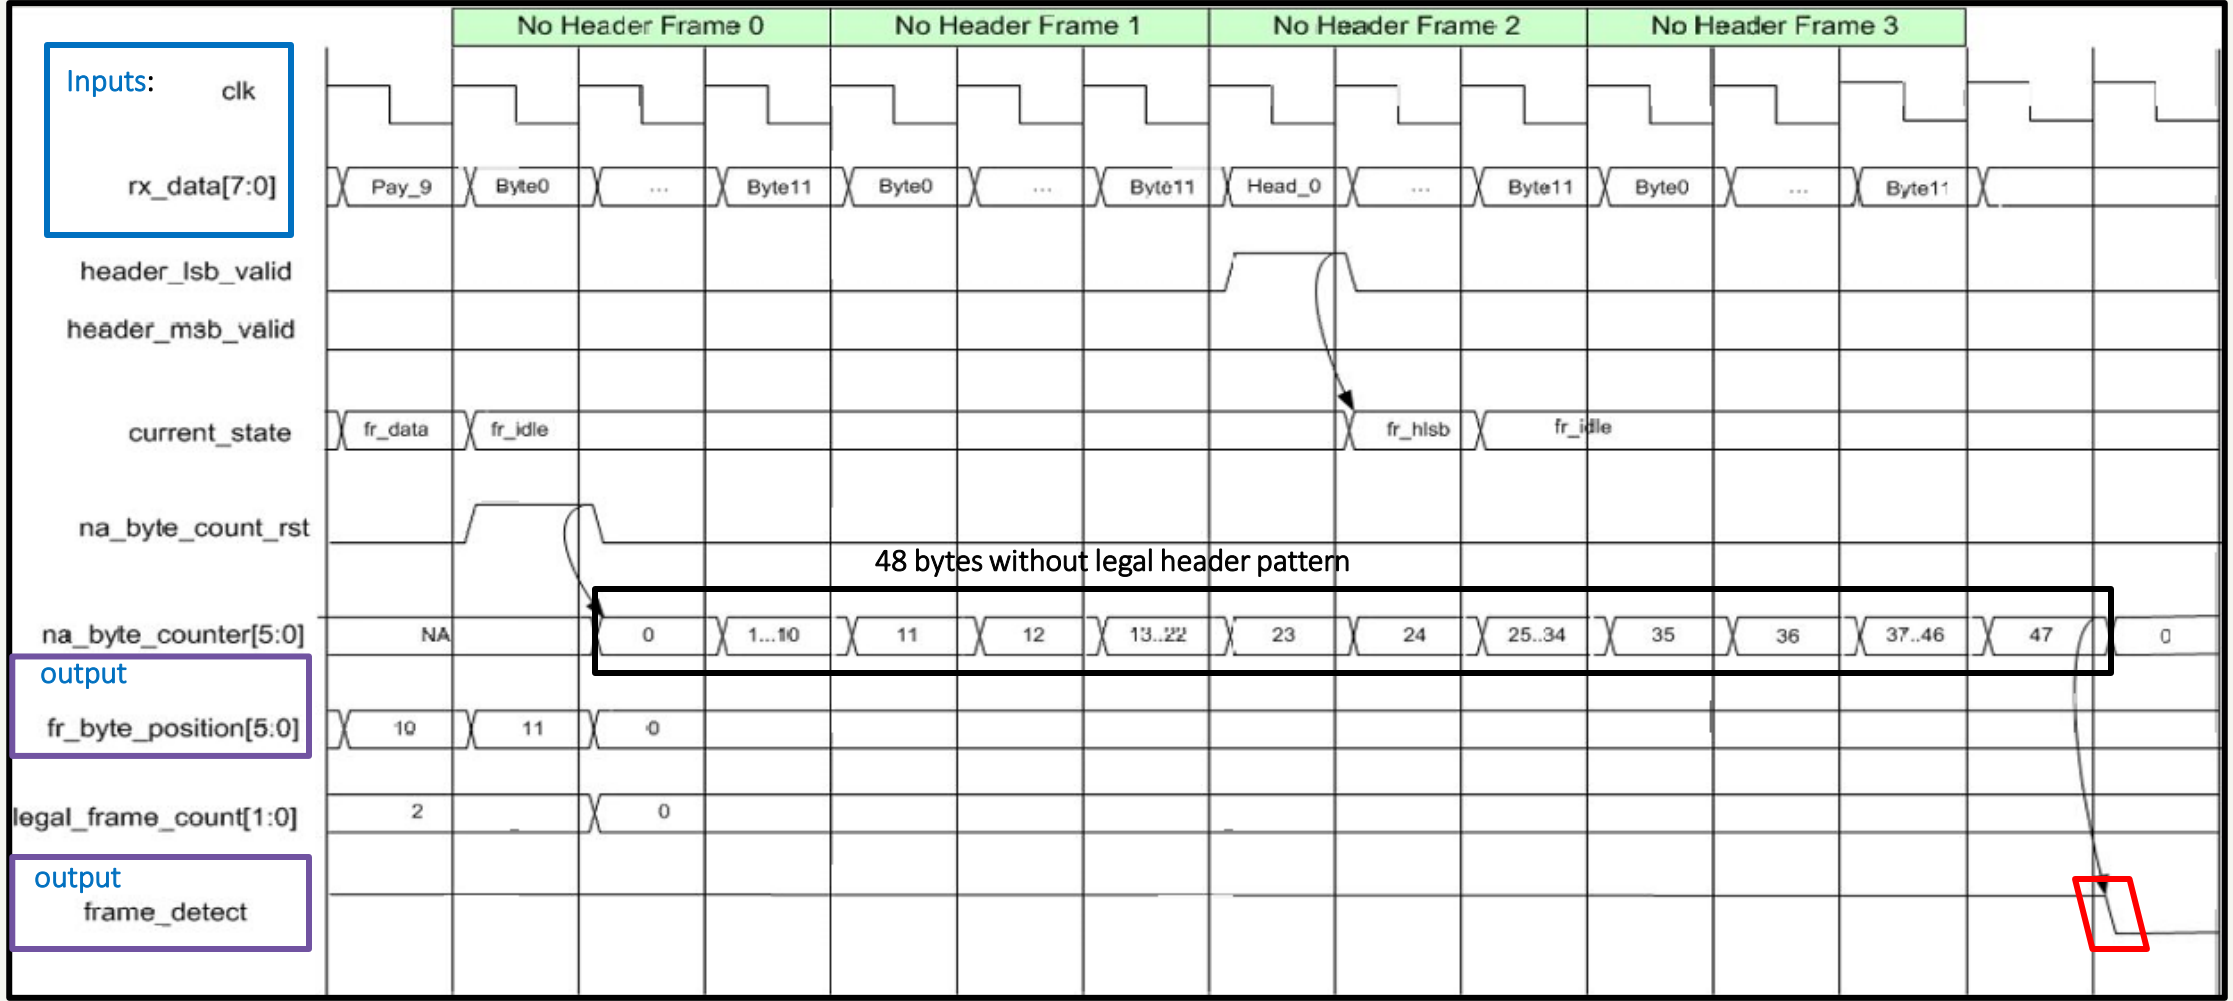 No Header Frame 0 No Header Frame 1 No Header Frame 2 No Header Frame 3
Inputs:
clk
rx_data[7:0] Pay_9 Byte0 ... Byte11 Byte0 ... Byte11 Head_0 ... Byte11 Byte0 ... Byte11
header_lsb_valid
header_msb_valid
current_state fr_data fr_idle fr_hlsb fr_idle
na_byte_count_rst
48 bytes without legal header pattern
na_byte_counter[5:0] NA 0 1...10 11 12 13..22 23 24 25..34 35 36 37..46 47 0
output
fr_byte_position[5:0] 10 11 0
legal_frame_count[1:0] 2 0
output
frame_detect